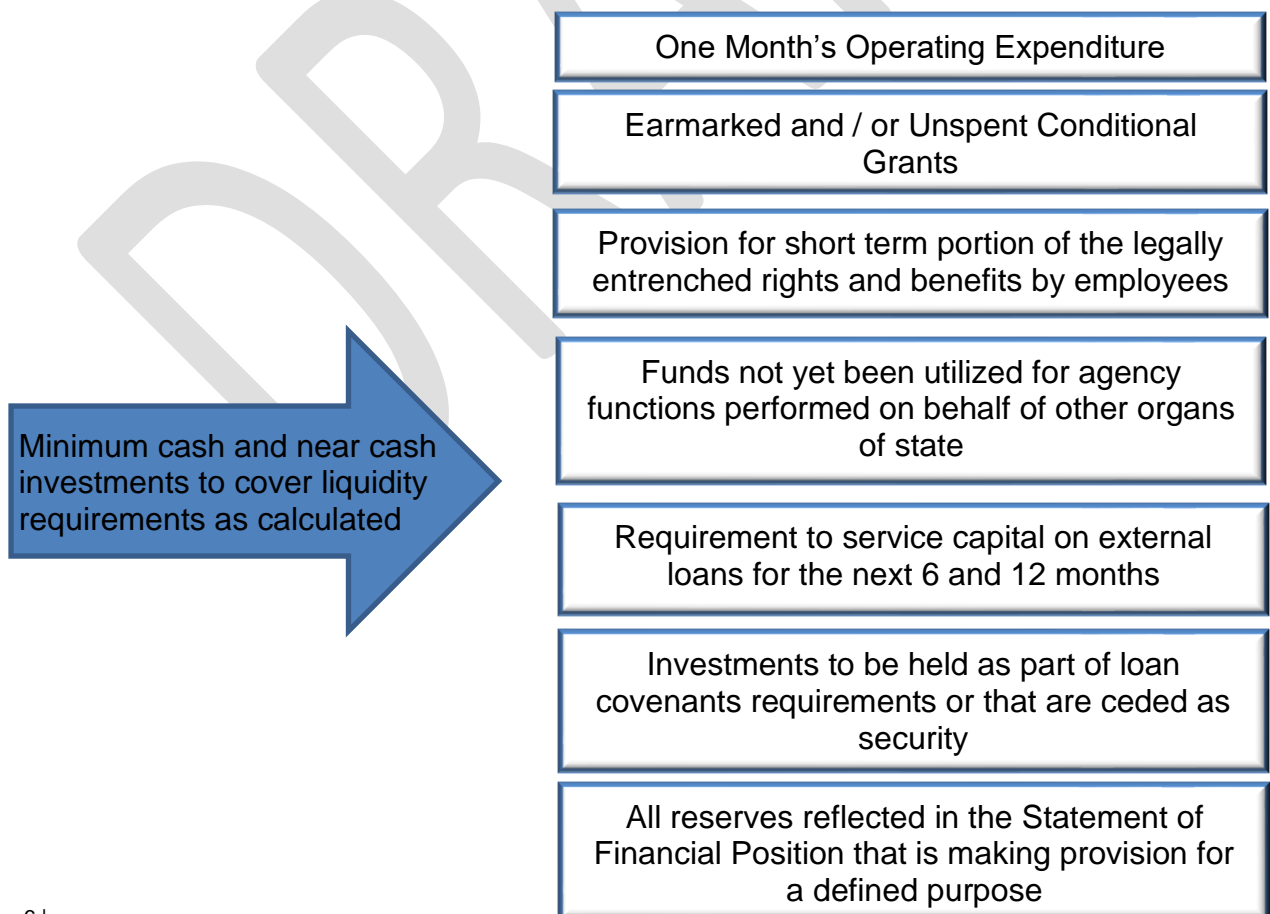 One Month's Operating Expenditure
Earmarked and / or Unspent Conditional
Grants
Provision for short term portion of the legally
entrenched rights and benefits by employees
Funds not yet been utilized for agency
functions performed on behalf of other organs
of state
Minimum cash and near cash
investments to cover liquidity
requirements as calculated
Requirement to service capital on external
loans for the next 6 and 12 months
Investments to be held as part of loan
covenants requirements or that are ceded as
security
All reserves reflected in the Statement of
Financial Position that is making provision for
a defined purpose